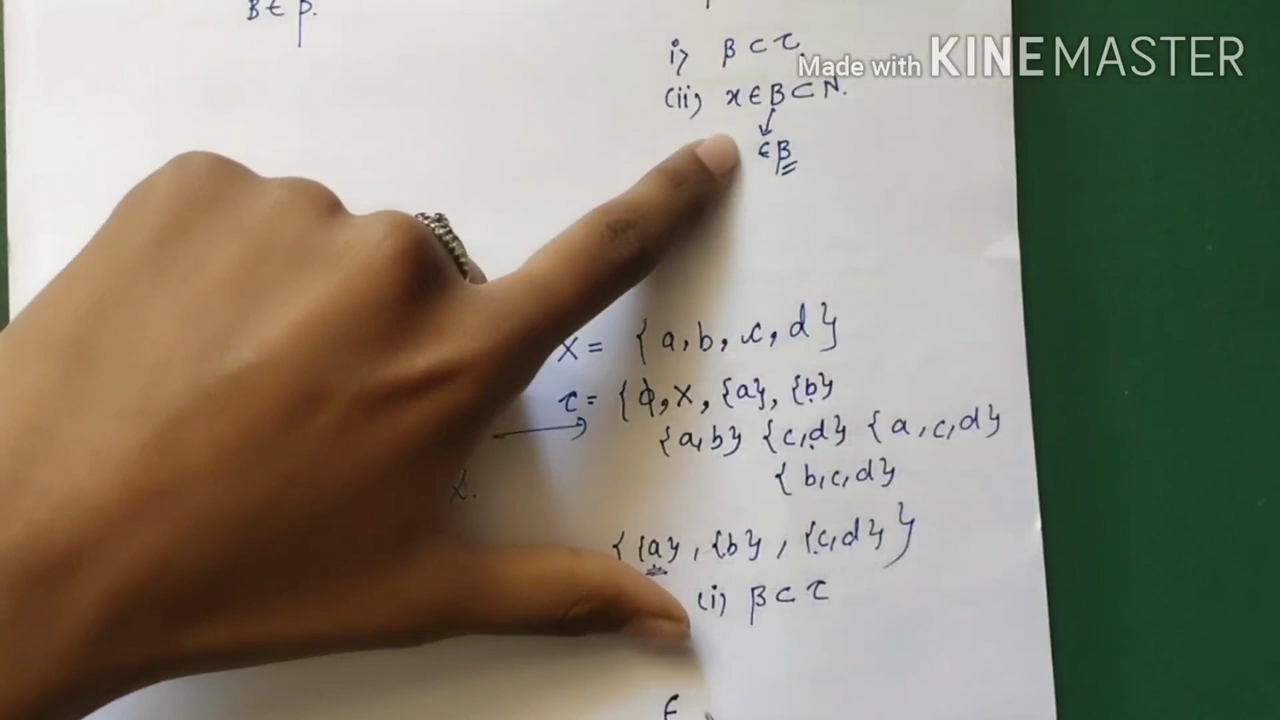 B ∈ β.
i) β ⊂ τ.
Made with KINEMASTER
(ii) x ∈ B ⊂ N.
∈ β
X = {a, b, c, d}
τ = {ϕ, X, {a}, {b}
{a, b} {c, d} {a, c, d}
{b, c, d}
{{a}, {b}, {c, d}}
(i) β ⊂ τ
ϵ